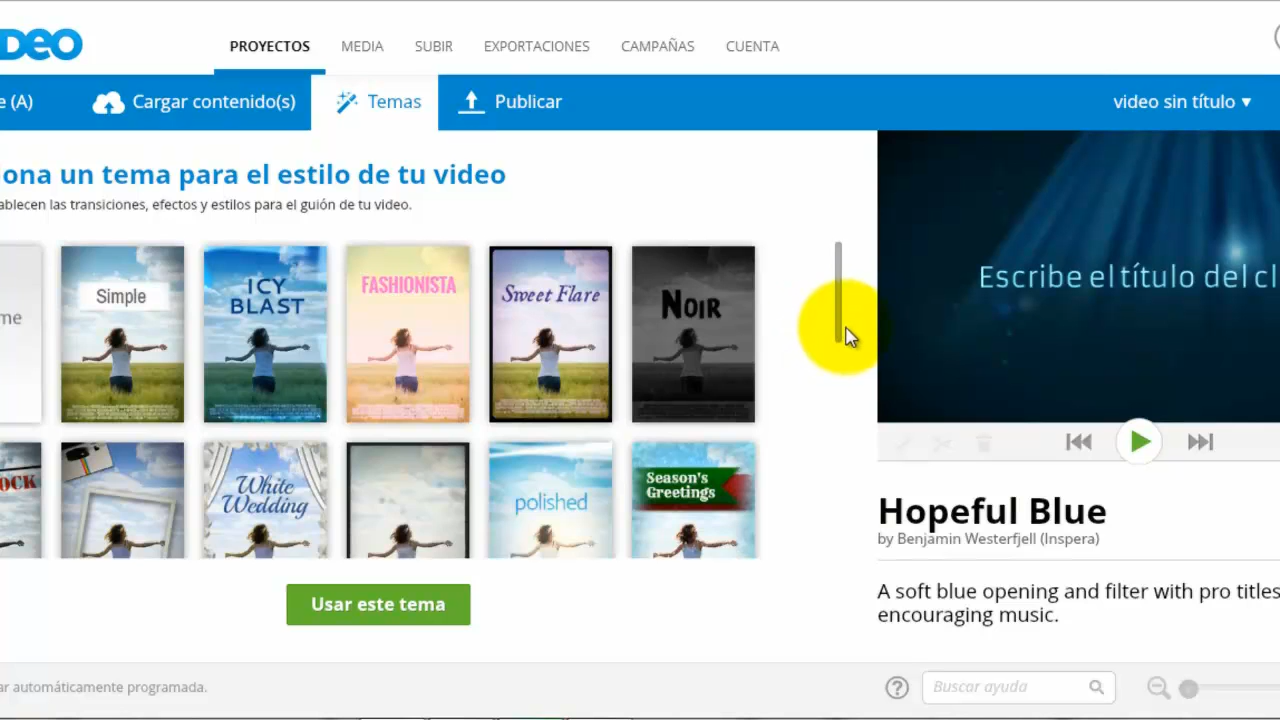 DEO
PROYECTOS MEDIA SUBIR EXPORTACIONES CAMPAÑAS CUENTA
e (A) Cargar contenido(s) Temas Publicar video sin título ▾
iona un tema para el estilo de tu video
ablecen las transiciones, efectos y estilos para el guión de tu video.
me
Simple
ICY
BLAST
FASHIONISTA
Sweet Flare
NOIR
Escribe el título del cl
OCK
White
Wedding
polished
Season's
Greetings
Hopeful Blue
by Benjamin Westerfjell (Inspera)
A soft blue opening and filter with pro titles
encouraging music.
Usar este tema
ar automáticamente programada.
? Buscar ayuda